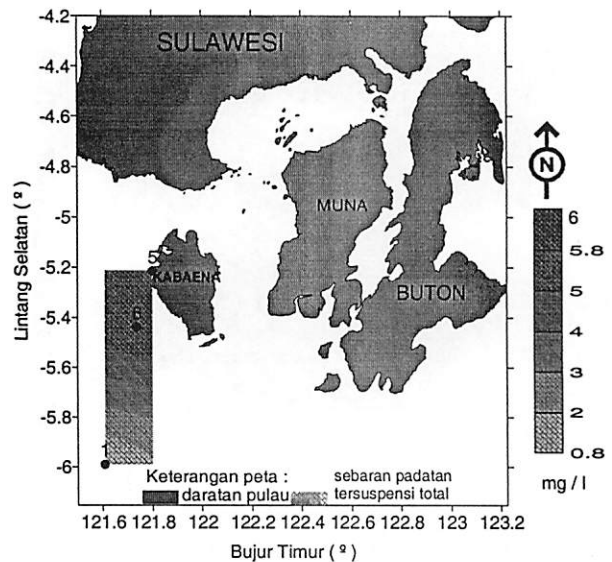 SULAWESI
MUNA
KABAENA
BUTON
5
6
1
-4.2
-4.4
-4.6
-4.8
-5
-5.2
-5.4
-5.6
-5.8
-6
Lintang Selatan ( º )
121.6 121.8 122 122.2 122.4 122.6 122.8 123 123.2
Bujur Timur ( º )
Keterangan peta :
daratan pulau
sebaran padatan
tersuspensi total
N
6
5.8
5
4
3
2
0.8
mg / l